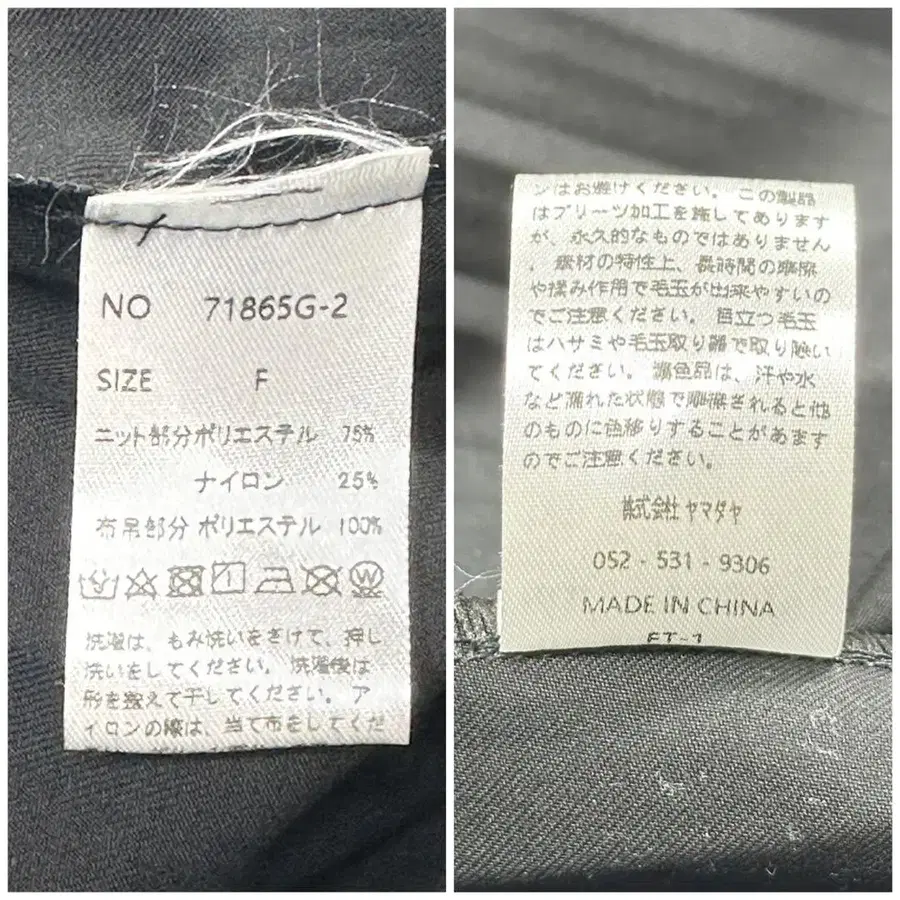 NO 71865G-2
SIZE F
ニット部分ポリエステル 75%
ナイロン 25%
布帛部分 ポリエステル 100%
W
洗濯は、もみ洗いをさけて、押し
洗いをしてください。洗濯後は
形を整えて干してください。ア
イロンの際は、当て布をしてくだ
ンはお避けください。この製品
はプリーツ加工を施してあります
が、永久的なものではありません
。素材の特性上、長時間の摩擦
や揉み作用で毛玉が出来やすいの
でご注意ください。目立つ毛玉
はハサミや毛玉取り器で取り除い
てください。濃色品は、汗や水
など濡れた状態で摩擦されると他
のものに色移りすることがあます
のでご注意ください。
株式会社 ヤマダヤ
052-531-9306
MADE IN CHINA
FT-1